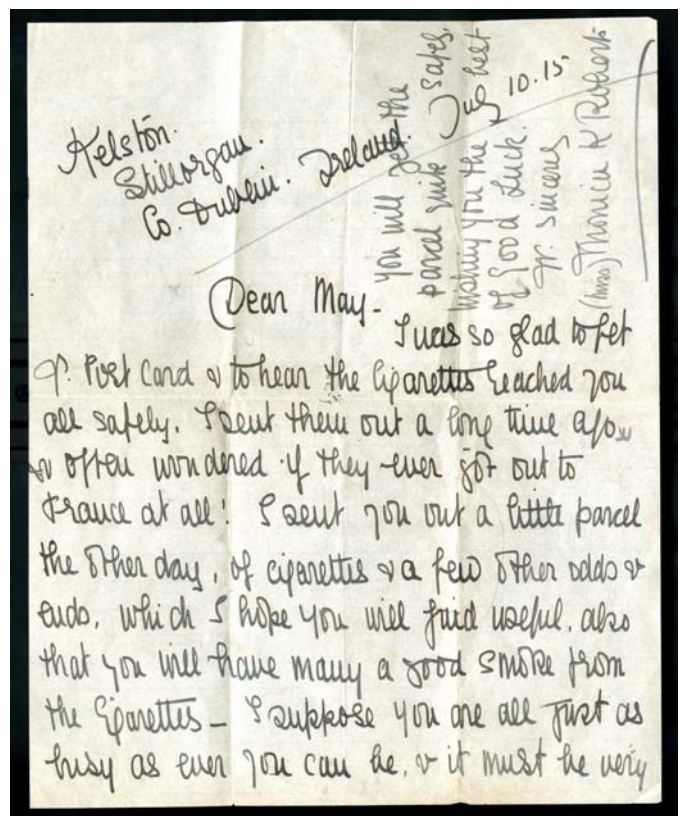 Kelston.
Stillorgan.
Co. Dublin. Ireland.
10.15
Dear May -
I was so glad to get
yr. Post Card & to hear the Cigarettes reached you
all safely. I sent them out a long time ago
& often wondered if they ever got out to
France at all! I sent you out a little parcel
the other day, of cigarettes & a few other odds &
ends, which I hope you will find useful. also
that you will have many a good smoke from
the Cigarettes - I suppose you are all just as
busy as ever you can be, & it must be very
You will get the
parcel quite safes,
Wishing you the best
of Good Luck.
Yr. sincerely
(Miss) Monica K Roberts